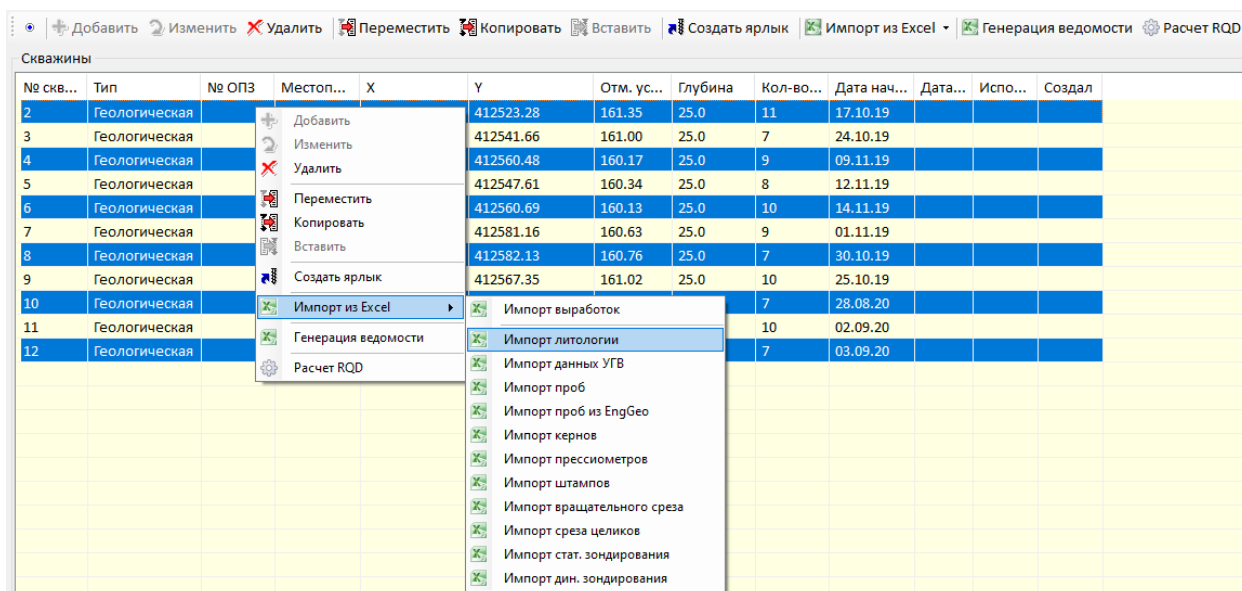 Добавить Изменить Удалить Переместить Копировать Вставить Создать ярлык Импорт из Excel Генерация ведомости Расчет RQD
Скважины
№ скв... Тип № ОПЗ Местоп... X Y Отм. ус... Глубина Кол-во... Дата нач... Дата... Испо... Создал
2 Геологическая 412523.28 161.35 25.0 11 17.10.19
Добавить
3 Геологическая 412541.66 161.00 25.0 7 24.10.19
Изменить
4 Геологическая 412560.48 160.17 25.0 9 09.11.19
Удалить
5 Геологическая 412547.61 160.34 25.0 8 12.11.19
Переместить
6 Геологическая 412560.69 160.13 25.0 10 14.11.19
Копировать
7 Геологическая 412581.16 160.63 25.0 9 01.11.19
Вставить
8 Геологическая 412582.13 160.76 25.0 7 30.10.19
Создать ярлык
9 Геологическая 412567.35 161.02 25.0 10 25.10.19
10 Геологическая 7 28.08.20
Импорт из Excel
Импорт выработок
11 Геологическая 10 02.09.20
Генерация ведомости
Импорт литологии
12 Геологическая 7 03.09.20
Расчет RQD
Импорт данных УГВ
Импорт проб
Импорт проб из EngGeo
Импорт кернов
Импорт прессиометров
Импорт штампов
Импорт вращательного среза
Импорт среза целиков
Импорт стат. зондирования
Импорт дин. зондирования